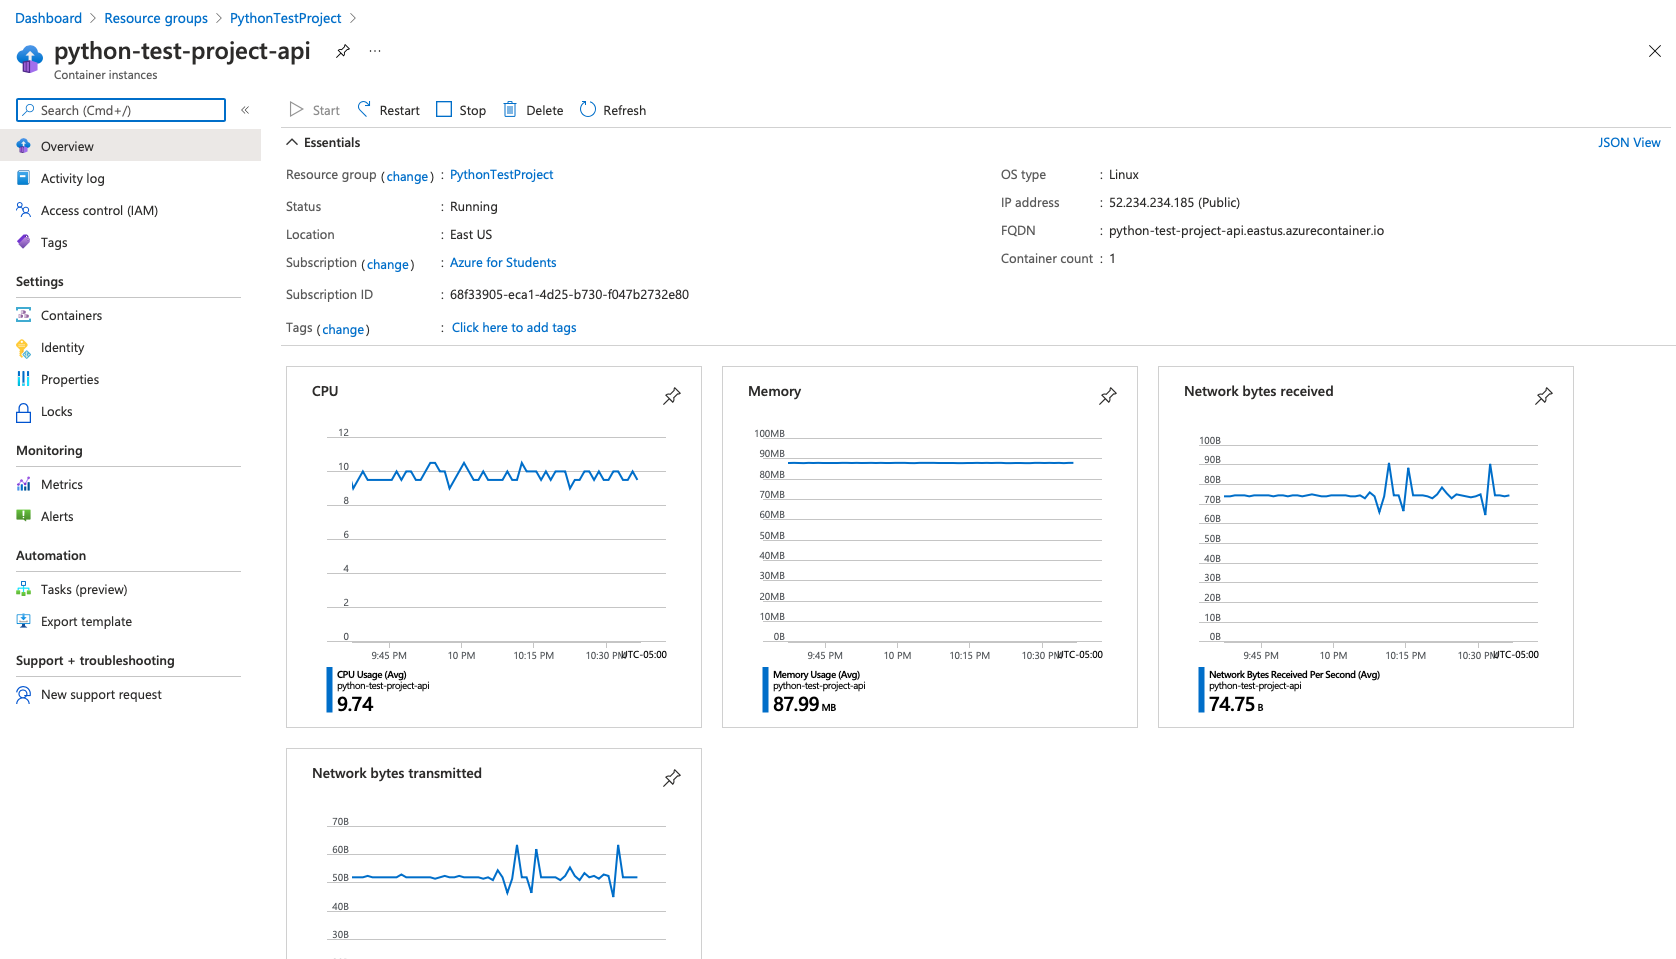 Dashboard > Resource groups > PythonTestProject >
python-test-project-api ...
Container instances
Search (Cmd+/) «
Overview
Activity log
Access control (IAM)
Tags
Settings
Containers
Identity
Properties
Locks
Monitoring
Metrics
Alerts
Automation
Tasks (preview)
Export template
Support + troubleshooting
New support request
Start Restart Stop Delete Refresh
Essentials JSON View
Resource group (change) : PythonTestProject
Status : Running
Location : East US
Subscription (change) : Azure for Students
Subscription ID : 68f33905-eca1-4d25-b730-f047b2732e80
Tags (change) : Click here to add tags
OS type : Linux
IP address : 52.234.234.185 (Public)
FQDN : python-test-project-api.eastus.azurecontainer.io
Container count : 1
CPU
12
10
8
6
4
2
0
9:45 PM 10 PM 10:15 PM 10:30 PM UTC-05:00
CPU Usage (Avg)
python-test-project-api
9.74
Memory
100MB
90MB
80MB
70MB
60MB
50MB
40MB
30MB
20MB
10MB
0B
9:45 PM 10 PM 10:15 PM 10:30 PM UTC-05:00
Memory Usage (Avg)
python-test-project-api
87.99 MB
Network bytes received
100B
90B
80B
70B
60B
50B
40B
30B
20B
10B
0B
9:45 PM 10 PM 10:15 PM 10:30 PM UTC-05:00
Network Bytes Received Per Second (Avg)
python-test-project-api
74.75 B
Network bytes transmitted
70B
60B
50B
40B
30B